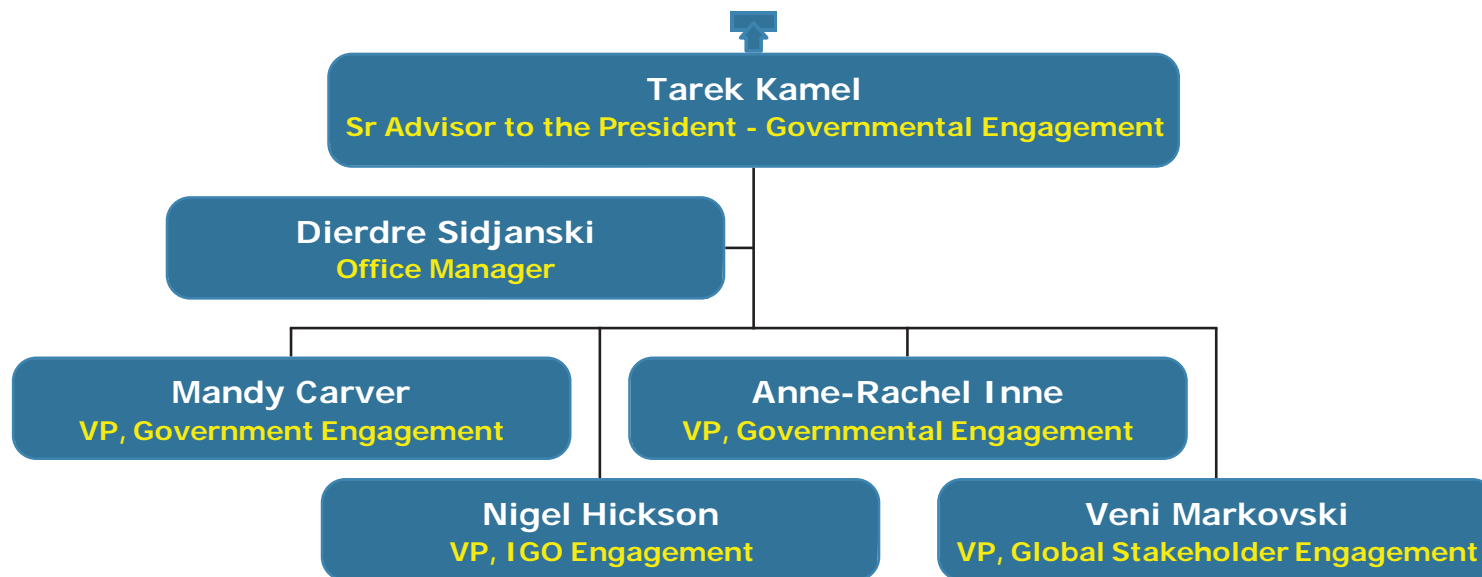 Tarek Kamel
Sr Advisor to the President - Governmental Engagement
Dierdre Sidjanski
Office Manager
Mandy Carver
VP, Government Engagement
Anne-Rachel Inne
VP, Governmental Engagement
Nigel Hickson
VP, IGO Engagement
Veni Markovski
VP, Global Stakeholder Engagement